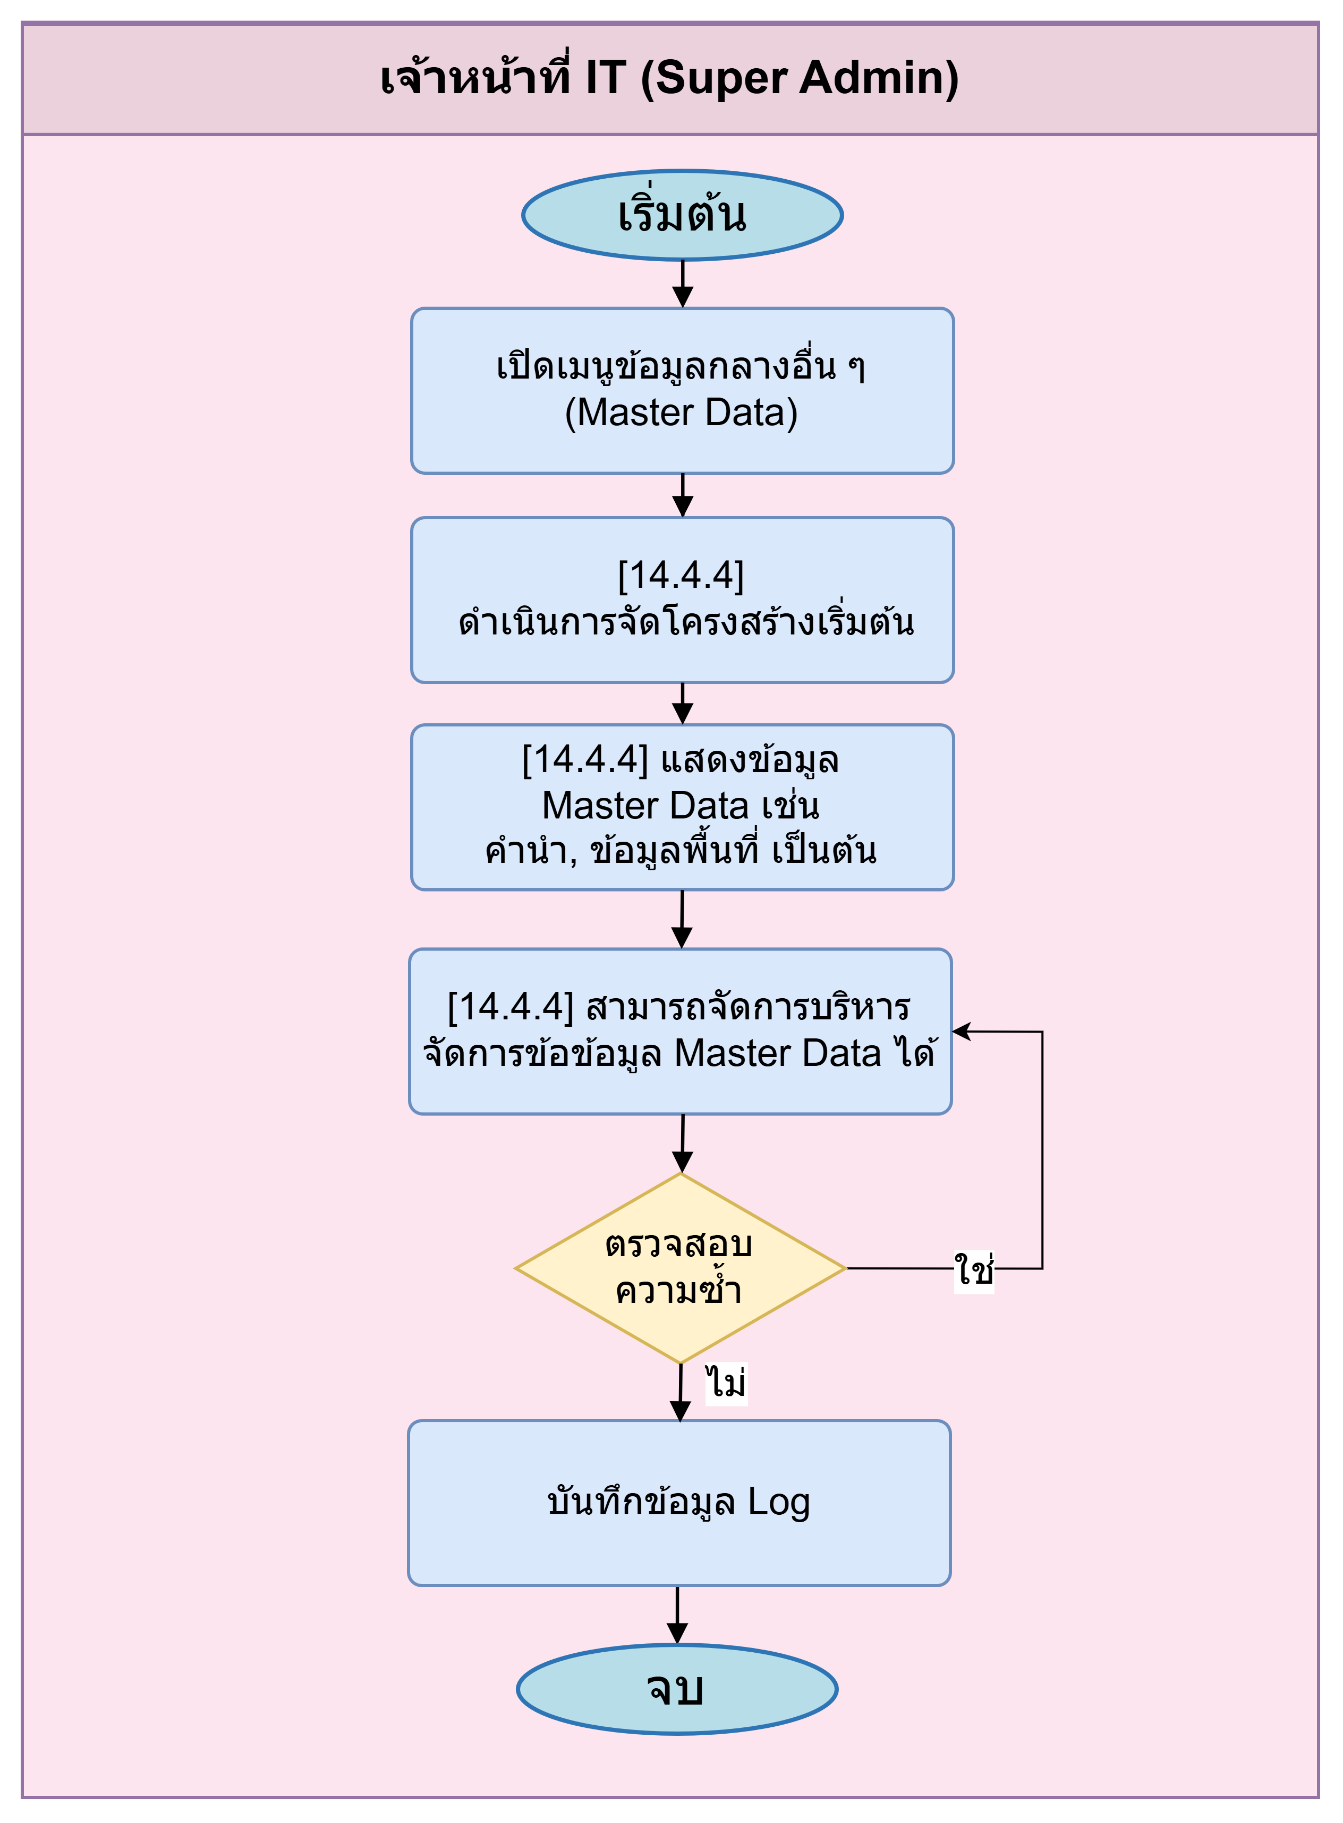 เจ้าหน้าที่ IT (Super Admin)
เริ่มต้น
เปิดเมนูข้อมูลกลางอื่น ๆ
(Master Data)
[14.4.4]
ดำเนินการจัดโครงสร้างเริ่มต้น
[14.4.4] แสดงข้อมูล
Master Data เช่น
คำนำ, ข้อมูลพื้นที่ เป็นต้น
[14.4.4] สามารถจัดการบริหาร
จัดการข้อข้อมูล Master Data ได้
ตรวจสอบ
ความซ้ำ
ใช่
ไม่
บันทึกข้อมูล Log
จบ